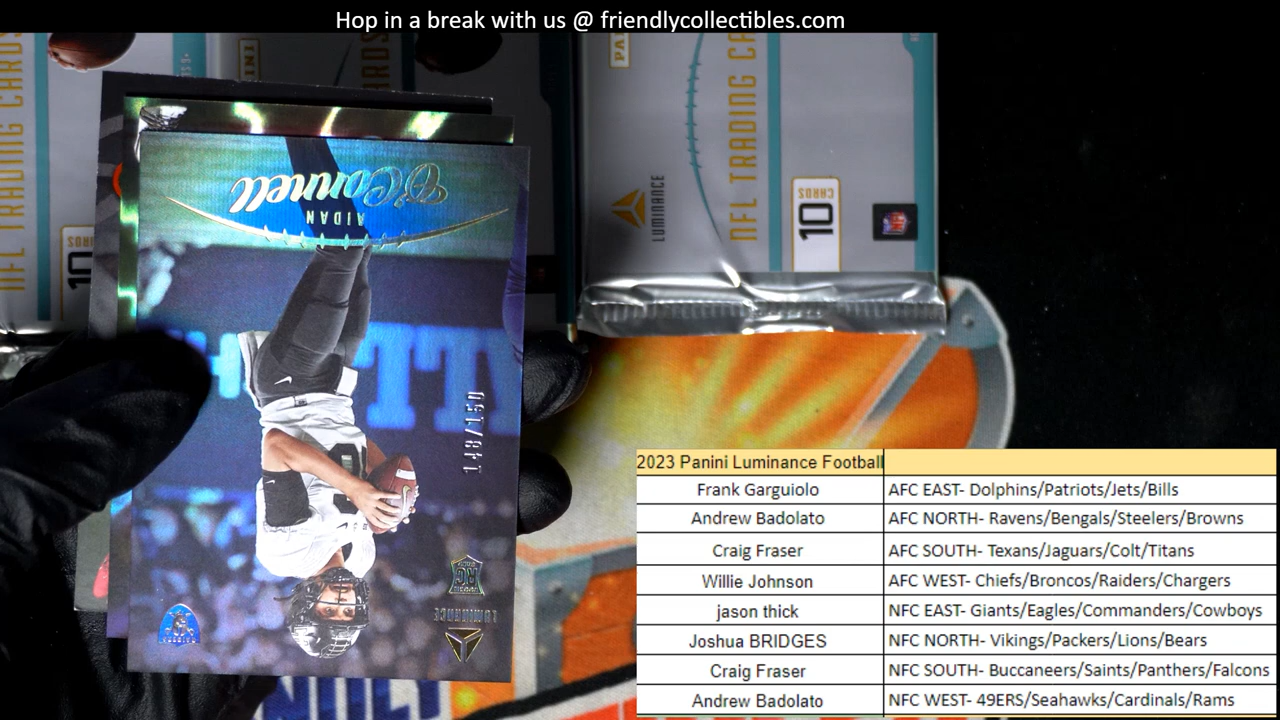 Hop in a break with us @ friendlycollectibles.com
NFL TRADING CARDS
10
CARDS
PANINI
LUMINANCE
NFL TRADING CA
10
CARDS
NFL
O'Connell
AIDAN
148/150
RC
LUMINANCE
2023 Panini Luminance Football
Frank Garguiolo AFC EAST- Dolphins/Patriots/Jets/Bills
Andrew Badolato AFC NORTH- Ravens/Bengals/Steelers/Browns
Craig Fraser AFC SOUTH- Texans/Jaguars/Colt/Titans
Willie Johnson AFC WEST- Chiefs/Broncos/Raiders/Chargers
jason thick NFC EAST- Giants/Eagles/Commanders/Cowboys
Joshua BRIDGES NFC NORTH- Vikings/Packers/Lions/Bears
Craig Fraser NFC SOUTH- Buccaneers/Saints/Panthers/Falcons
Andrew Badolato NFC WEST- 49ERS/Seahawks/Cardinals/Rams